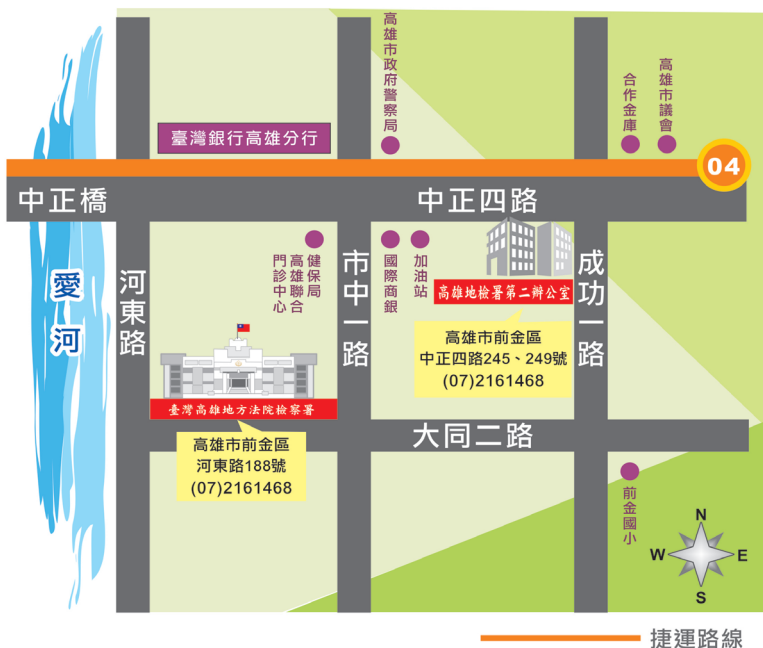 高雄市政府警察局
合作金庫
高雄市議會
臺灣銀行高雄分行
04
中正橋
中正四路
愛河
河東路
健保局
高雄聯合
門診中心
市中一路
國際商銀
加油站
高雄地檢署第二辦公室
高雄市前金區
中正四路245、249號
(07)2161468
成功一路
臺灣高雄地方法院檢察署
高雄市前金區
河東路188號
(07)2161468
大同二路
前金國小
N
W
E
S
捷運路線